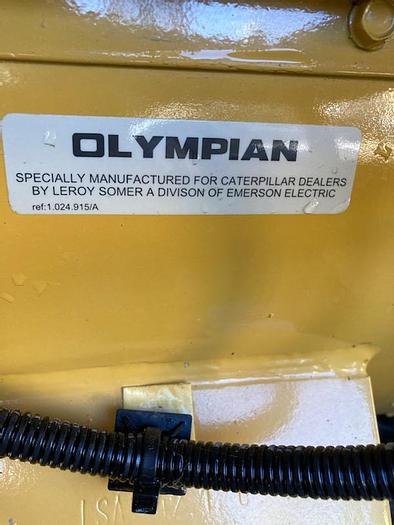 OLYMPIAN
SPECIALLY MANUFACTURED FOR CATERPILLAR DEALERS
BY LEROY SOMER A DIVISON OF EMERSON ELECTRIC
ref:1.024.915/A